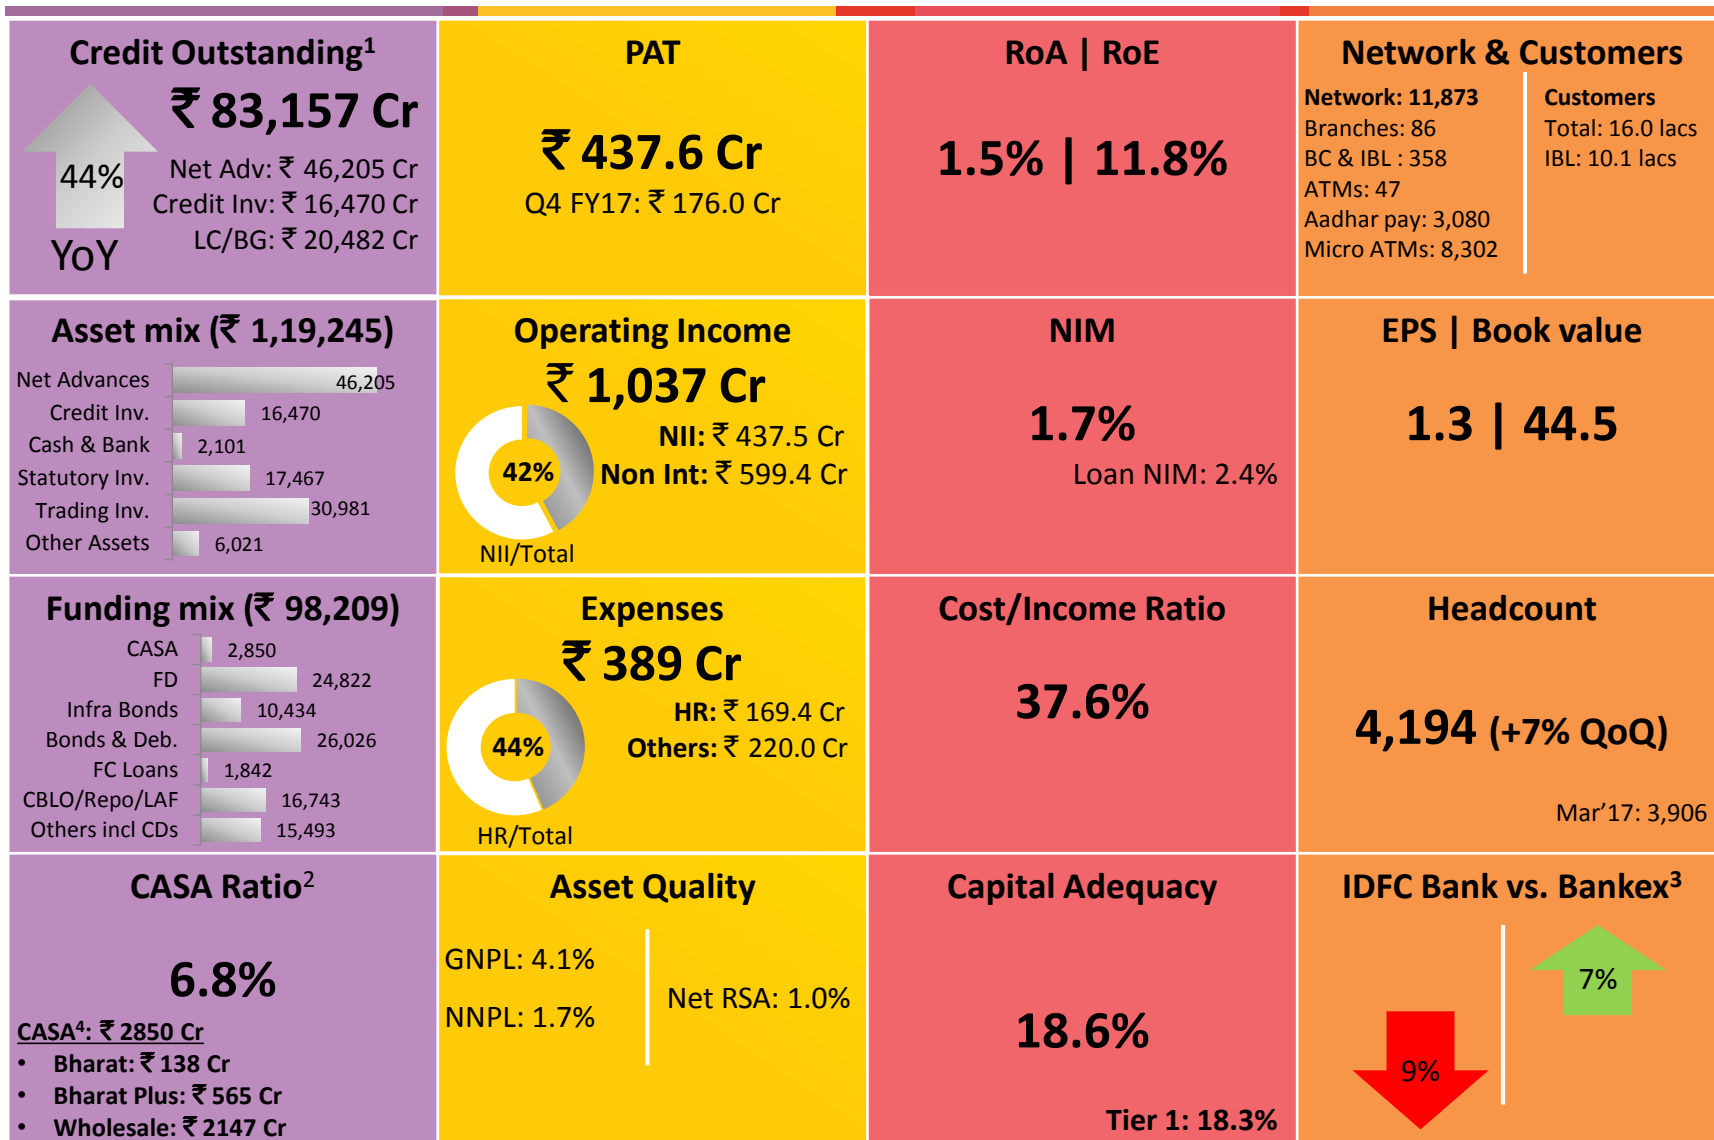 Credit Outstanding¹
₹ 83,157 Cr
44%
YoY
Net Adv: ₹ 46,205 Cr
Credit Inv: ₹ 16,470 Cr
LC/BG: ₹ 20,482 Cr
PAT
₹ 437.6 Cr
Q4 FY17: ₹ 176.0 Cr
RoA | RoE
1.5% | 11.8%
Network & Customers
Network: 11,873
Branches: 86
BC & IBL : 358
ATMs: 47
Aadhar pay: 3,080
Micro ATMs: 8,302
Customers
Total: 16.0 lacs
IBL: 10.1 lacs
Asset mix (₹ 1,19,245)
Net Advances 46,205
Credit Inv. 16,470
Cash & Bank 2,101
Statutory Inv. 17,467
Trading Inv. 30,981
Other Assets 6,021
Operating Income
₹ 1,037 Cr
NII: ₹ 437.5 Cr
Non Int: ₹ 599.4 Cr
42%
NII/Total
NIM
1.7%
Loan NIM: 2.4%
EPS | Book value
1.3 | 44.5
Funding mix (₹ 98,209)
CASA 2,850
FD 24,822
Infra Bonds 10,434
Bonds & Deb. 26,026
FC Loans 1,842
CBLO/Repo/LAF 16,743
Others incl CDs 15,493
Expenses
₹ 389 Cr
HR: ₹ 169.4 Cr
Others: ₹ 220.0 Cr
44%
HR/Total
Cost/Income Ratio
37.6%
Headcount
4,194 (+7% QoQ)
Mar’17: 3,906
CASA Ratio²
6.8%
CASA⁴: ₹ 2850 Cr
• Bharat: ₹ 138 Cr
• Bharat Plus: ₹ 565 Cr
• Wholesale: ₹ 2147 Cr
Asset Quality
GNPL: 4.1%
NNPL: 1.7%
Net RSA: 1.0%
Capital Adequacy
18.6%
Tier 1: 18.3%
IDFC Bank vs. Bankex³
7%
9%